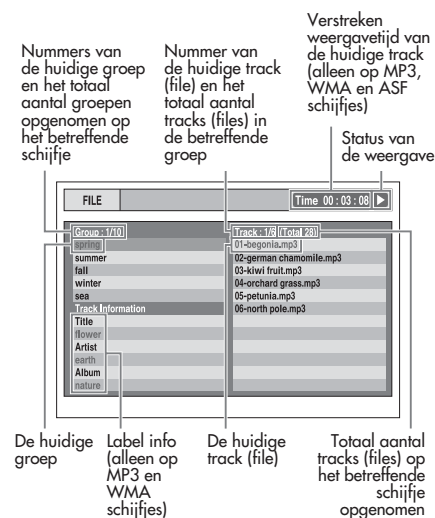 Nummers van
de huidige groep
en het totaal
aantal groepen
opgenomen op
het betreffende
schijfje
Nummer van
de huidige track
(file) en het
totaal aantal
tracks (files) in
de betreffende
groep
Verstreken
weergavetijd van
de huidige track
(alleen op MP3,
WMA en ASF
schijfjes)
Status van
de weergave
FILE
Time 00 : 03 : 08
Group : 1/10
spring
summer
fall
winter
sea
Track Information
Title
flower
Artist
earth
Album
nature
Track : 1/6 (Total 28)
01-begonia.mp3
02-german chamomile.mp3
03-kiwi fruit.mp3
04-orchard grass.mp3
05-petunia.mp3
06-north pole.mp3
De huidige
groep
Label info
(alleen op
MP3 en
WMA
schijfjes)
De huidige
track (file)
Totaal aantal
tracks (files) op
het betreffende
schijfje
opgenomen